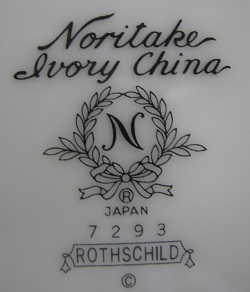 Noritake
Ivory China
N
®
JAPAN
7293
ROTHSCHILD
©